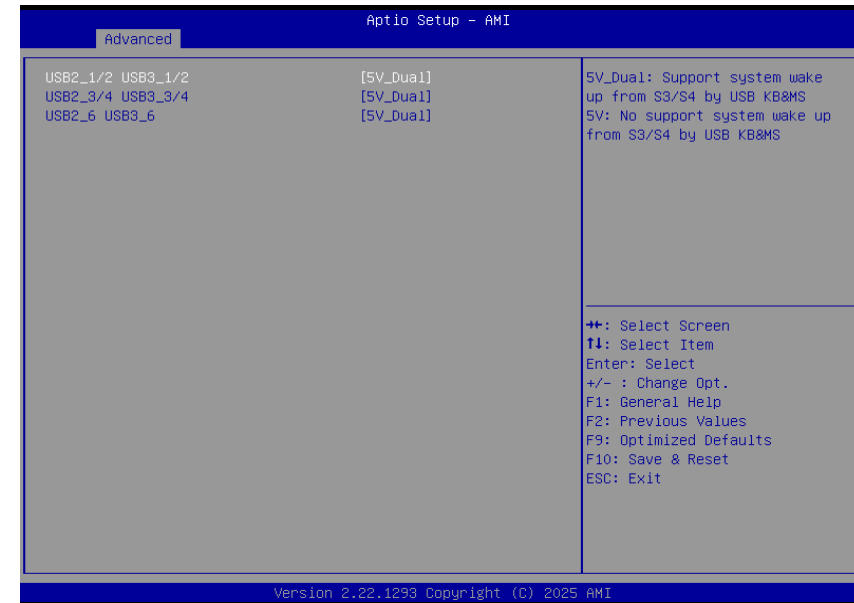 Aptio Setup – AMI
Advanced
USB2_1/2 USB3_1/2 [5V_Dual]
USB2_3/4 USB3_3/4 [5V_Dual]
USB2_6 USB3_6 [5V_Dual]
5V_Dual: Support system wake
up from S3/S4 by USB KB&MS
5V: No support system wake up
from S3/S4 by USB KB&MS
→←: Select Screen
↑↓: Select Item
Enter: Select
+/- : Change Opt.
F1: General Help
F2: Previous Values
F9: Optimized Defaults
F10: Save & Reset
ESC: Exit
Version 2.22.1293 Copyright (C) 2025 AMI